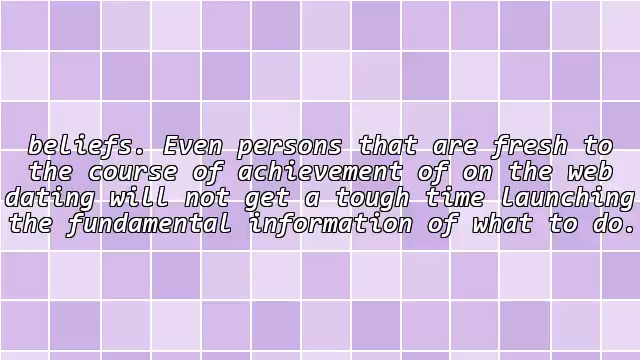 beliefs. Even persons that are fresh to
the course of achievement of on the web
dating will not get a tough time launching
the fundamental information of what to do.